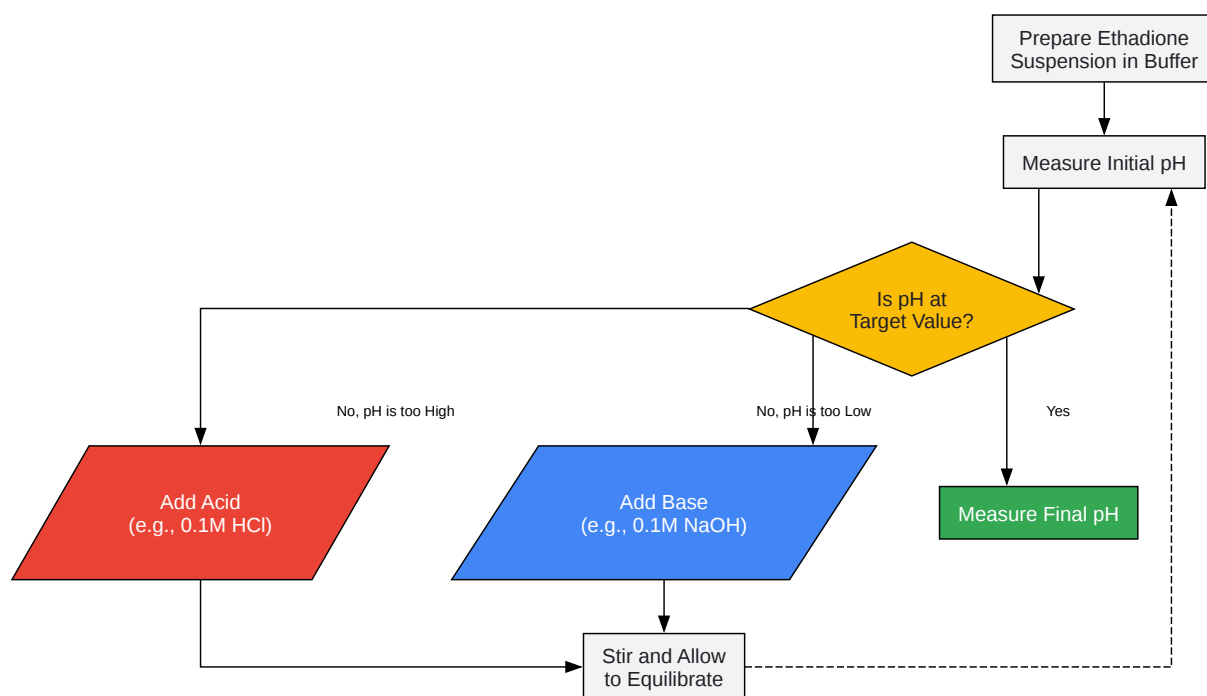 Prepare Ethadione
Suspension in Buffer
Measure Initial pH
Is pH at
Target Value?
No, pH is too High
No, pH is too Low
Yes
Add Acid
(e.g., 0.1M HCl)
Add Base
(e.g., 0.1M NaOH)
Measure Final pH
Stir and Allow
to Equilibrate